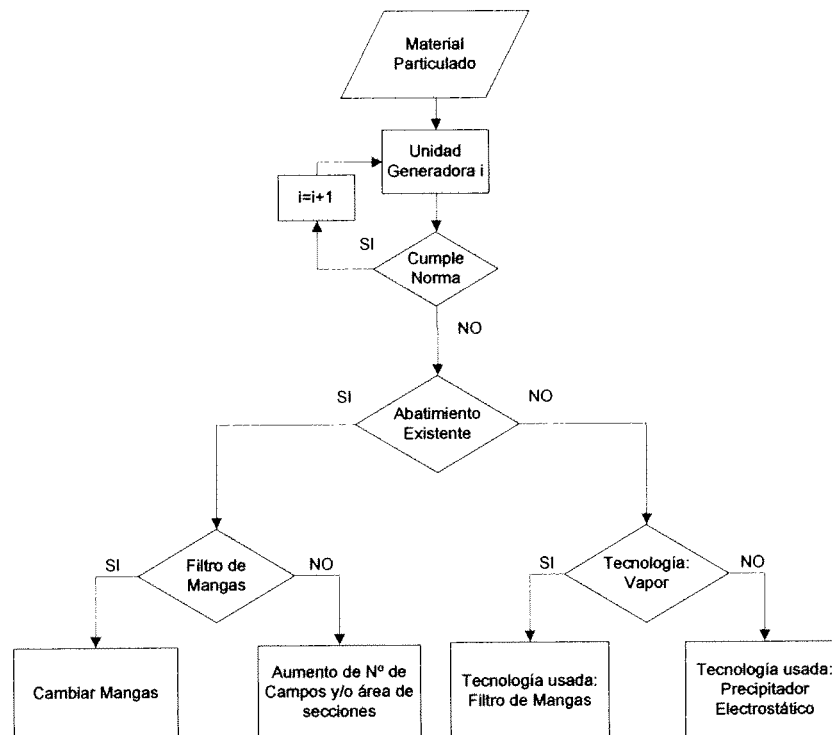 Material
Particulado
Unidad
Generadora i
i=i+1
SI
Cumple
Norma
NO
SI
NO
Abatimiento
Existente
SI
Filtro de
Mangas
NO
SI
Tecnología:
Vapor
NO
Cambiar Mangas
Aumento de Nº de
Campos y/o área de
secciones
Tecnología usada:
Filtro de Mangas
Tecnología usada:
Precipitador
Electrostático